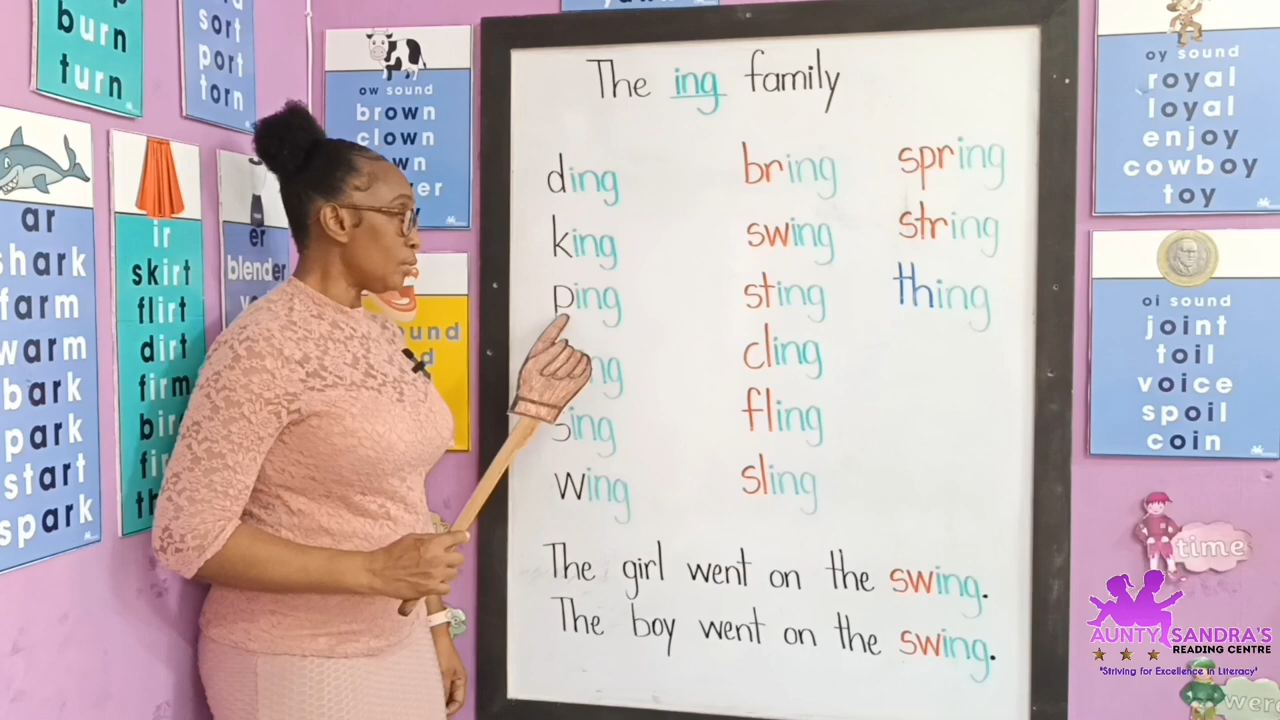 burn
turn
sort
port
torn
ow sound
brown
clown
ar
shark
farm
warm
bark
park
start
spark
ir
skirt
flirt
dirt
firm
er
blender
The ing family
ding
king
ping
sing
wing
bring
swing
sting
cling
fling
sling
spring
string
thing
The girl went on the swing.
The boy went on the swing.
oy sound
royal
loyal
enjoy
cowboy
toy
oi sound
joint
toil
voice
spoil
coin
time
AUNTY SANDRA'S
READING CENTRE
"Striving for Excellence in Literacy"